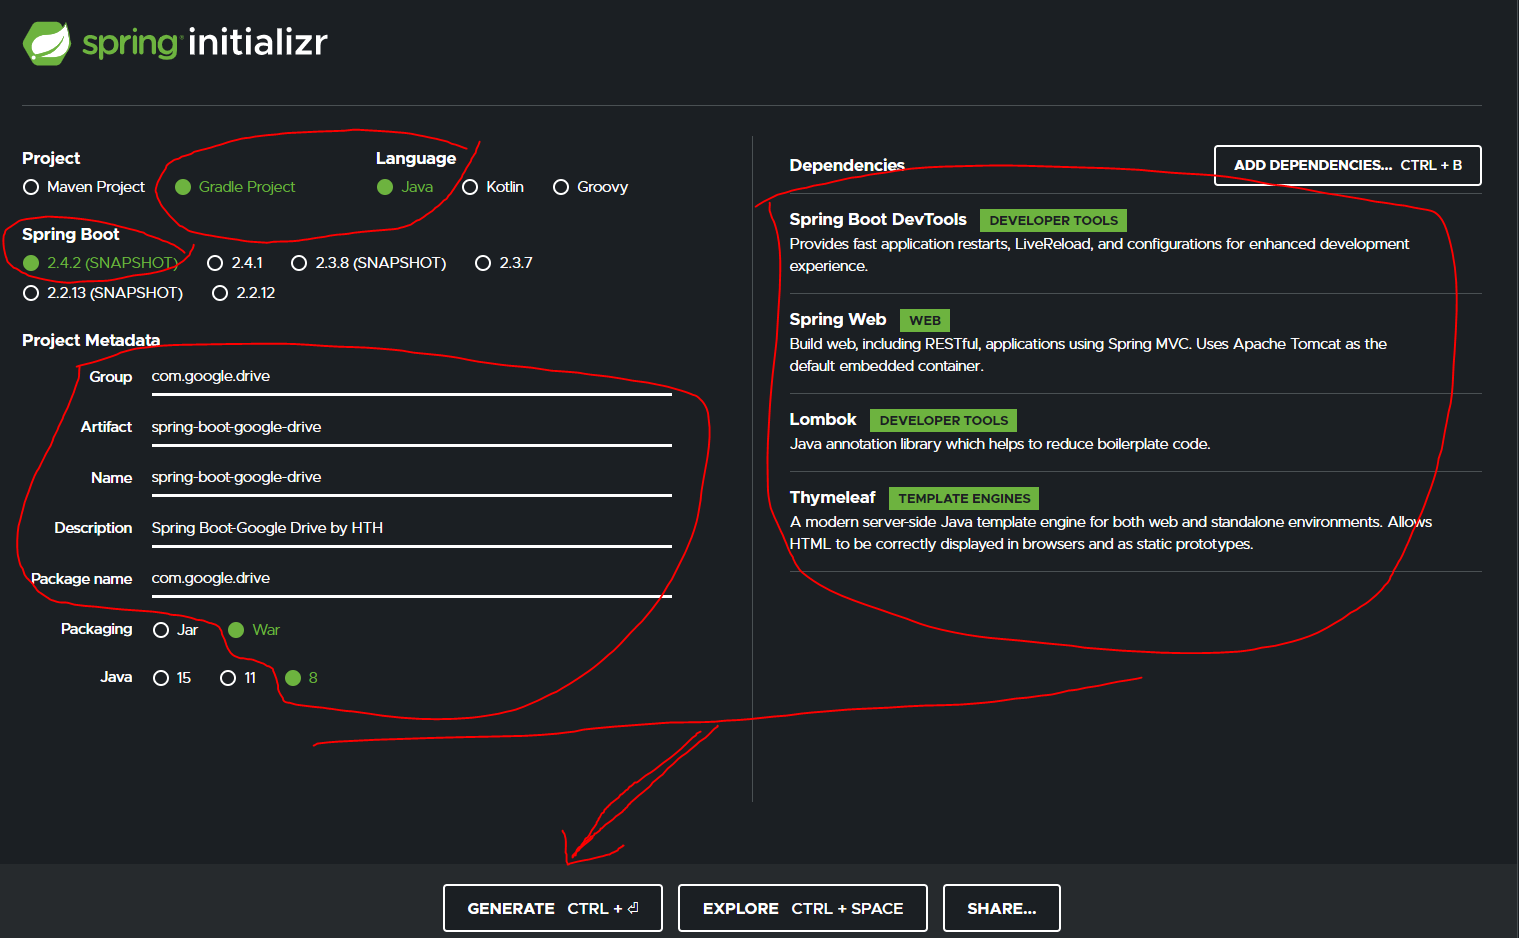 spring initializr
Project
Maven Project Gradle Project
Language
Java Kotlin Groovy
Spring Boot
2.4.2 (SNAPSHOT) 2.4.1 2.3.8 (SNAPSHOT) 2.3.7
2.2.13 (SNAPSHOT) 2.2.12
Project Metadata
Group com.google.drive
Artifact spring-boot-google-drive
Name spring-boot-google-drive
Description Spring Boot-Google Drive by HTH
Package name com.google.drive
Packaging Jar War
Java 15 11 8
Dependencies ADD DEPENDENCIES... CTRL + B
Spring Boot DevTools DEVELOPER TOOLS
Provides fast application restarts, LiveReload, and configurations for enhanced development
experience.
Spring Web WEB
Build web, including RESTful, applications using Spring MVC. Uses Apache Tomcat as the
default embedded container.
Lombok DEVELOPER TOOLS
Java annotation library which helps to reduce boilerplate code.
Thymeleaf TEMPLATE ENGINES
A modern server-side Java template engine for both web and standalone environments. Allows
HTML to be correctly displayed in browsers and as static prototypes.
GENERATE CTRL + ⏎ EXPLORE CTRL + SPACE SHARE...